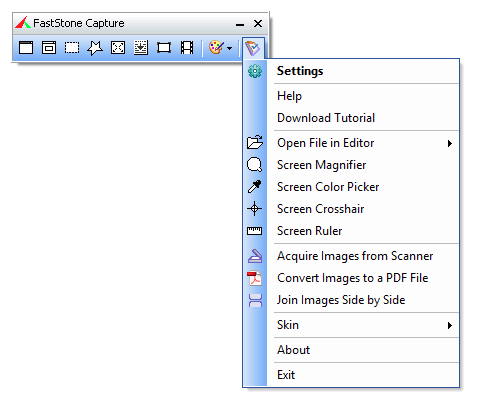 FastStone Capture
Settings
Help
Download Tutorial
Open File in Editor
Screen Magnifier
Screen Color Picker
Screen Crosshair
Screen Ruler
Acquire Images from Scanner
Convert Images to a PDF File
Join Images Side by Side
Skin
About
Exit